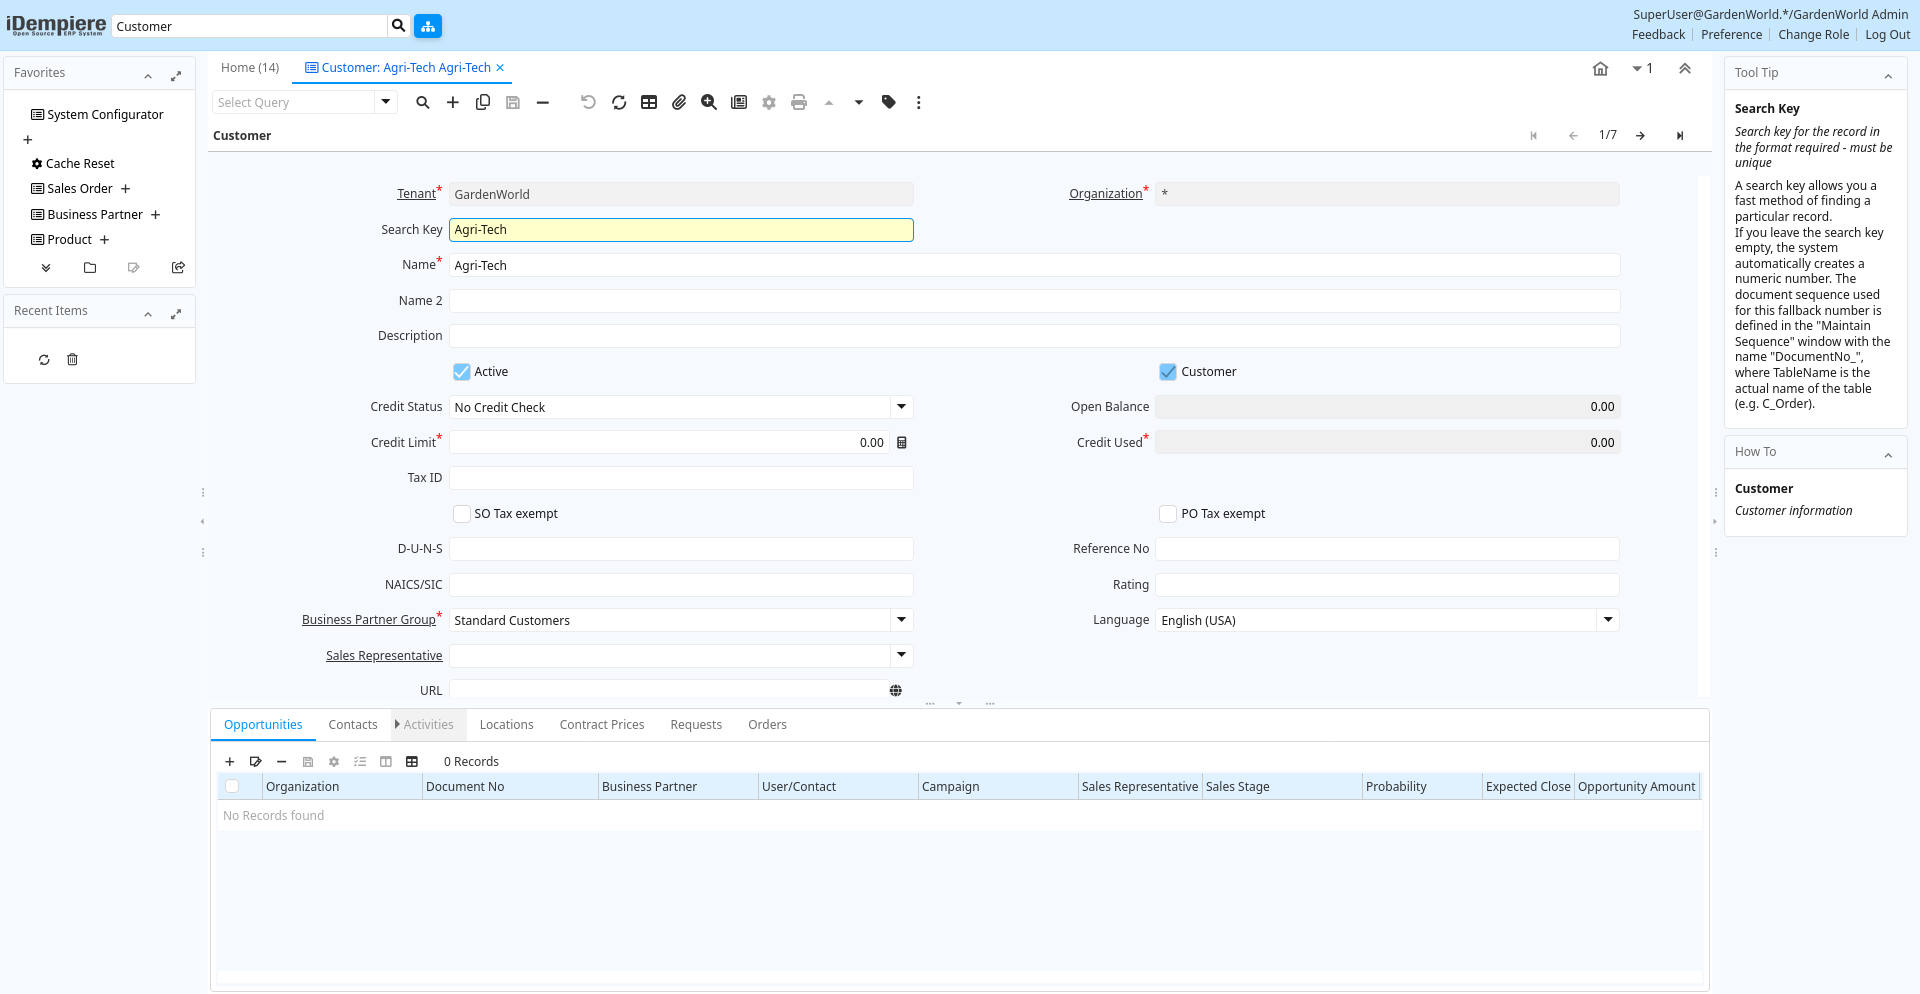 iDempiere
Open Source ERP System
Customer
SuperUser@GardenWorld.*/GardenWorld Admin
Feedback Preference Change Role Log Out
Favorites
System Configurator
Cache Reset
Sales Order
Business Partner
Product
Recent Items
Home (14)
Customer: Agri-Tech Agri-Tech
1
Select Query
Customer
1/7
Tenant* GardenWorld
Organization* *
Search Key Agri-Tech
Name* Agri-Tech
Name 2
Description
Active
Customer
Credit Status No Credit Check
Open Balance 0.00
Credit Limit* 0.00
Credit Used* 0.00
Tax ID
SO Tax exempt
PO Tax exempt
D-U-N-S
Reference No
NAICS/SIC
Rating
Business Partner Group* Standard Customers
Language English (USA)
Sales Representative
URL
Opportunities Contacts Activities Locations Contract Prices Requests Orders
0 Records
Organization Document No Business Partner User/Contact Campaign Sales Representative Sales Stage Probability Expected Close Opportunity Amount
No Records found
Tool Tip
Search Key
Search key for the record in
the format required - must be
unique
A search key allows you a
fast method of finding a
particular record.
If you leave the search key
empty, the system
automatically creates a
numeric number. The
document sequence used
for this fallback number is
defined in the "Maintain
Sequence" window with the
name "DocumentNo_",
where TableName is the
actual name of the table
(e.g. C_Order).
How To
Customer
Customer information